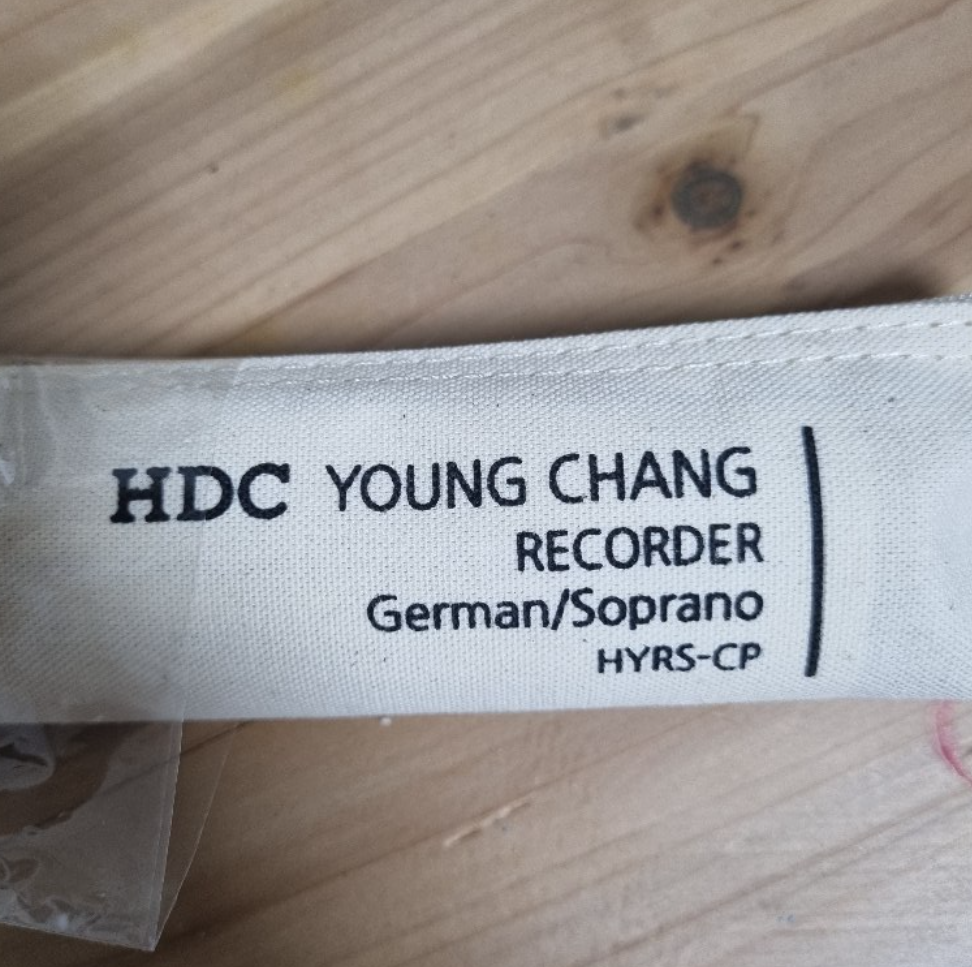 HDC YOUNG CHANG
RECORDER
German/Soprano
HYRS-CP